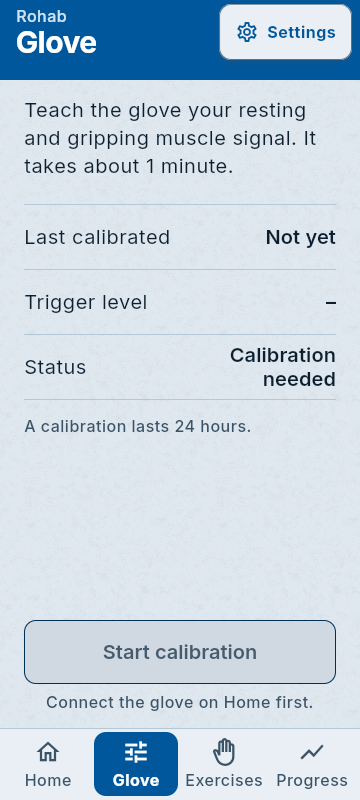 Rohab
Glove
Settings
Teach the glove your resting
and gripping muscle signal. It
takes about 1 minute.
Last calibrated
Not yet
Trigger level
–
Status
Calibration
needed
A calibration lasts 24 hours.
Start calibration
Connect the glove on Home first.
Home
Glove
Exercises
Progress